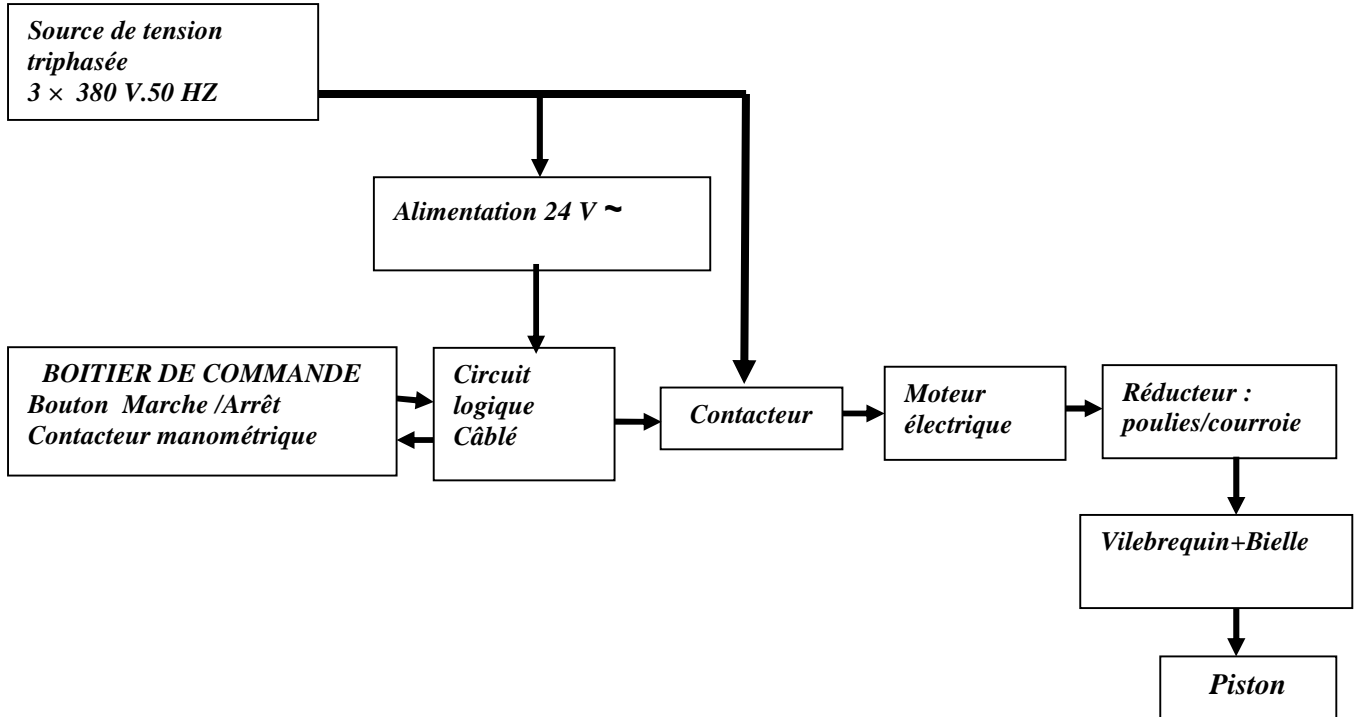 Source de tension
triphasée
3 × 380 V.50 HZ
Alimentation 24 V ~
BOITIER DE COMMANDE
Bouton Marche /Arrêt
Contacteur manométrique
Circuit
logique
Câblé
Contacteur
Moteur
électrique
Réducteur :
poulies/courroie
Vilebrequin+Bielle
Piston